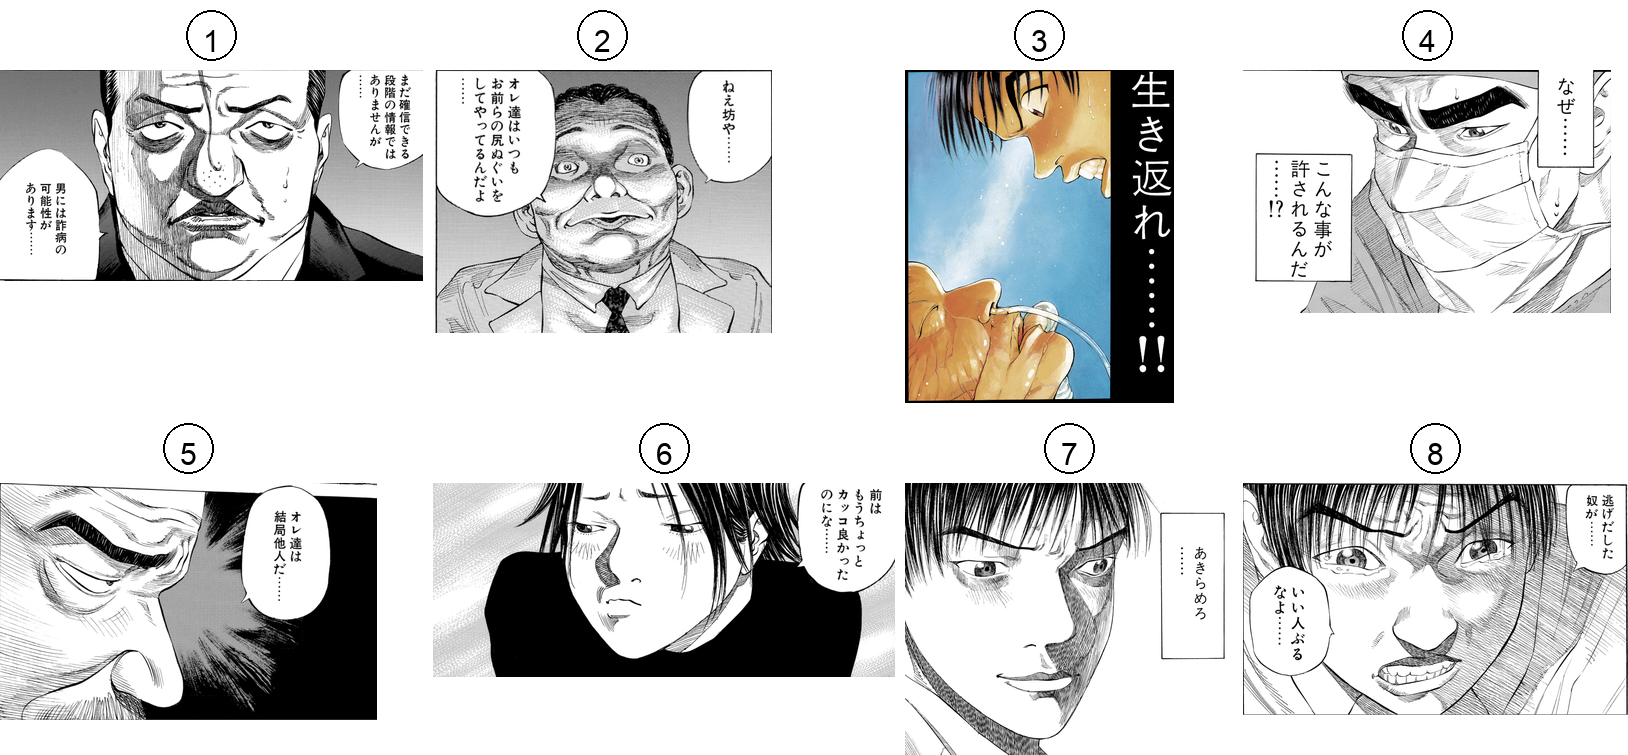 1
まだ確信できる
段階の情報では
ありませんが
……
男には詐病の
可能性が
あります……
2
ねえ坊や……
オレ達はいつも
お前らの尻ぬぐいを
してやってるんだよ
……
3
生き返れ……!!
4
なぜ……
こんな事が
許されるんだ
……!?
5
オレ達は
結局他人だ……
6
前は
もうちょっと
カッコ良かった
のにな……
7
あきらめろ
……
8
逃げだした
奴が……
いい人ぶる
なよ……